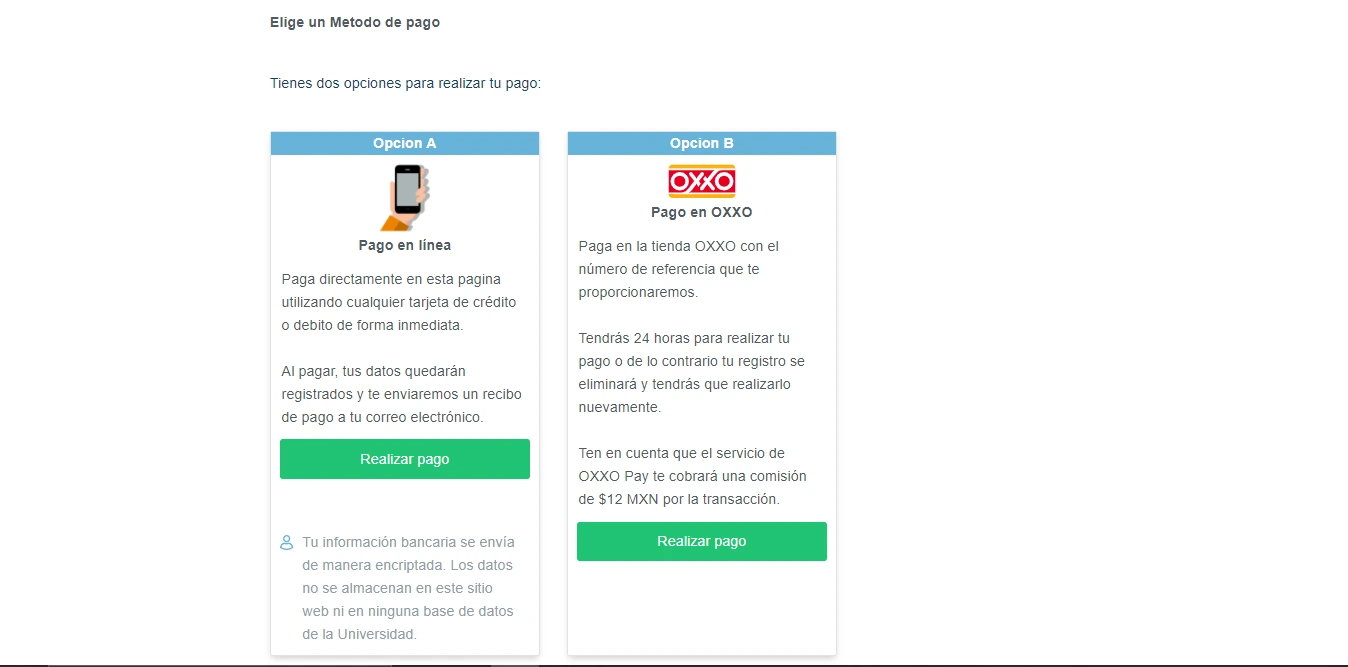 Elige un Metodo de pago
Tienes dos opciones para realizar tu pago:
Opcion A
Pago en línea
Paga directamente en esta pagina
utilizando cualquier tarjeta de crédito
o debito de forma inmediata.
Al pagar, tus datos quedarán
registrados y te enviaremos un recibo
de pago a tu correo electrónico.
Realizar pago
Tu información bancaria se envía
de manera encriptada. Los datos
no se almacenan en este sitio
web ni en ninguna base de datos
de la Universidad.
Opcion B
OXXO
Pago en OXXO
Paga en la tienda OXXO con el
número de referencia que te
proporcionaremos.
Tendrás 24 horas para realizar tu
pago o de lo contrario tu registro se
eliminará y tendrás que realizarlo
nuevamente.
Ten en cuenta que el servicio de
OXXO Pay te cobrará una comisión
de $12 MXN por la transacción.
Realizar pago